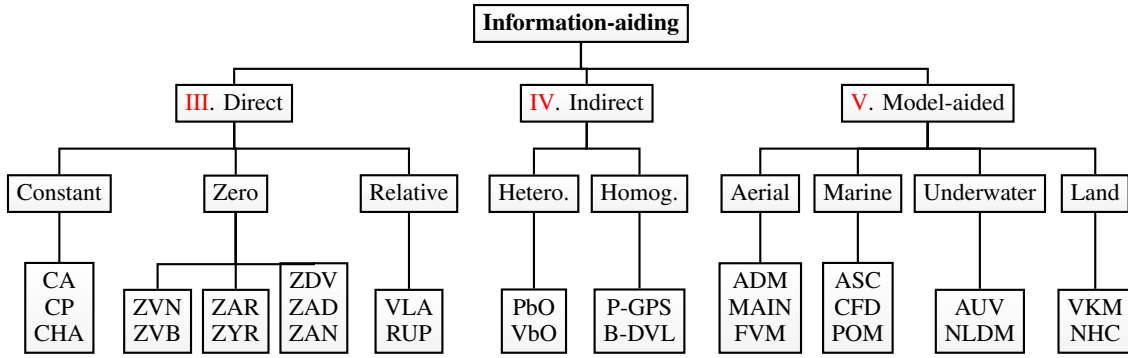 Information-aiding
III. Direct
IV. Indirect
V. Model-aided
Constant
Zero
Relative
Hetero.
Homog.
Aerial
Marine
Underwater
Land
CA
CP
CHA
ZVN
ZVB
ZAR
ZYR
ZDV
ZAD
ZAN
VLA
RUP
PbO
VbO
P-GPS
B-DVL
ADM
MAIN
FVM
ASC
CFD
POM
AUV
NLDM
VKM
NHC